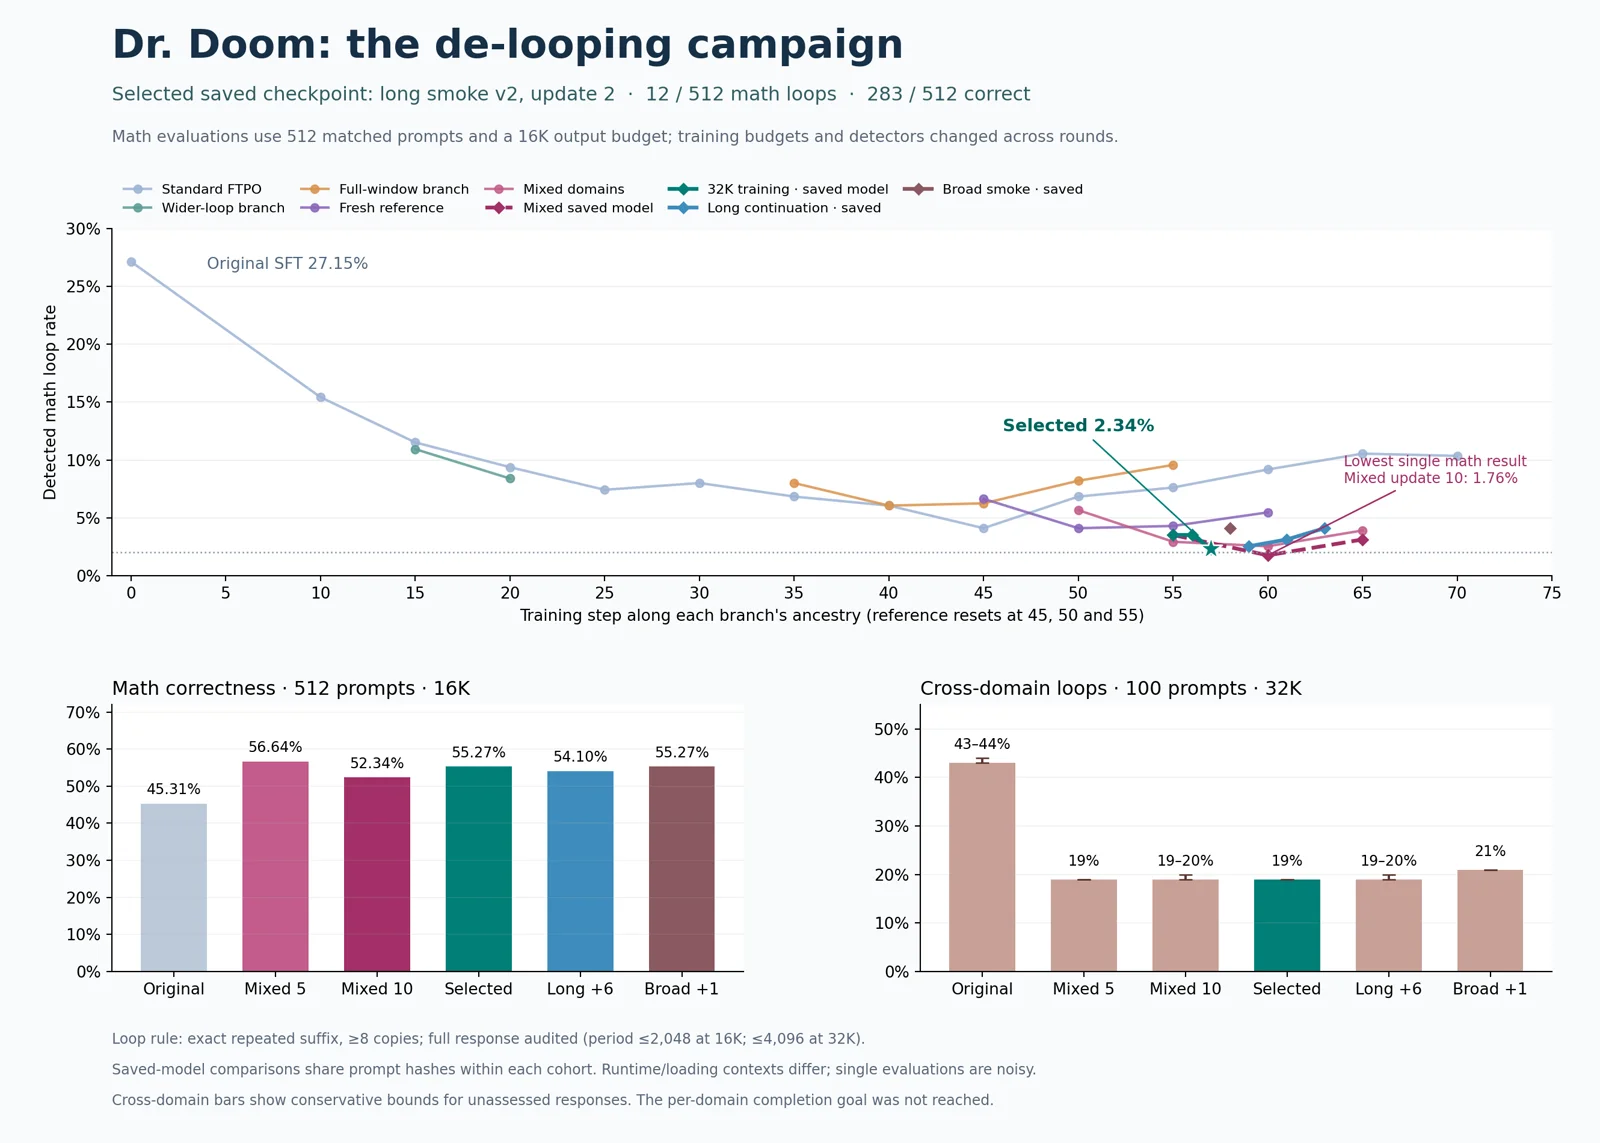 Dr. Doom: the de-looping campaign
Selected saved checkpoint: long smoke v2, update 2 · 12 / 512 math loops · 283 / 512 correct
Math evaluations use 512 matched prompts and a 16K output budget; training budgets and detectors changed across rounds.
Standard FTPO Full-window branch Mixed domains 32K training · saved model Broad smoke · saved
Wider-loop branch Fresh reference Mixed saved model Long continuation · saved
30%
25%
20%
15%
10%
5%
0%
Detected math loop rate
Original SFT 27.15%
Selected 2.34%
Lowest single math result
Mixed update 10: 1.76%
0 5 10 15 20 25 30 35 40 45 50 55 60 65 70 75
Training step along each branch's ancestry (reference resets at 45, 50 and 55)
Math correctness · 512 prompts · 16K
70%
60%
50%
40%
30%
20%
10%
0%
45.31% 56.64% 52.34% 55.27% 54.10% 55.27%
Original Mixed 5 Mixed 10 Selected Long +6 Broad +1
Cross-domain loops · 100 prompts · 32K
50%
40%
30%
20%
10%
0%
43–44% 19% 19–20% 19% 19–20% 21%
Original Mixed 5 Mixed 10 Selected Long +6 Broad +1
Loop rule: exact repeated suffix, ≥8 copies; full response audited (period ≤2,048 at 16K; ≤4,096 at 32K).
Saved-model comparisons share prompt hashes within each cohort. Runtime/loading contexts differ; single evaluations are noisy.
Cross-domain bars show conservative bounds for unassessed responses. The per-domain completion goal was not reached.